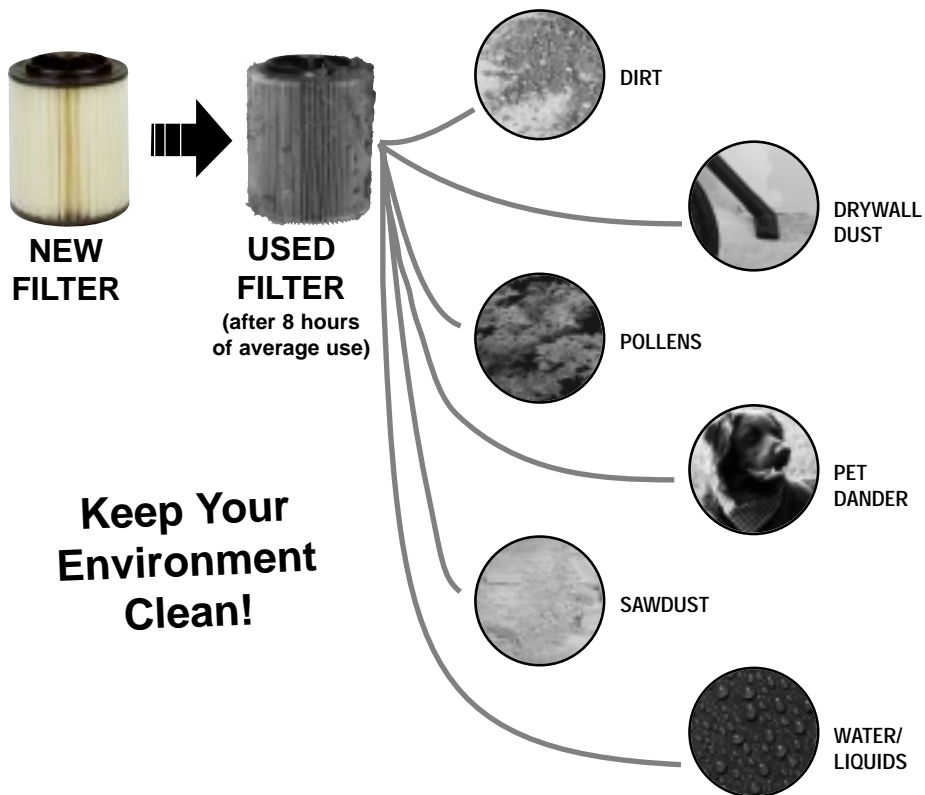 NEW
FILTER
USED
FILTER
(after 8 hours
of average use)
DIRT
DRYWALL
DUST
POLLENS
PET
DANDER
SAWDUST
WATER/
LIQUIDS
Keep Your
Environment
Clean!